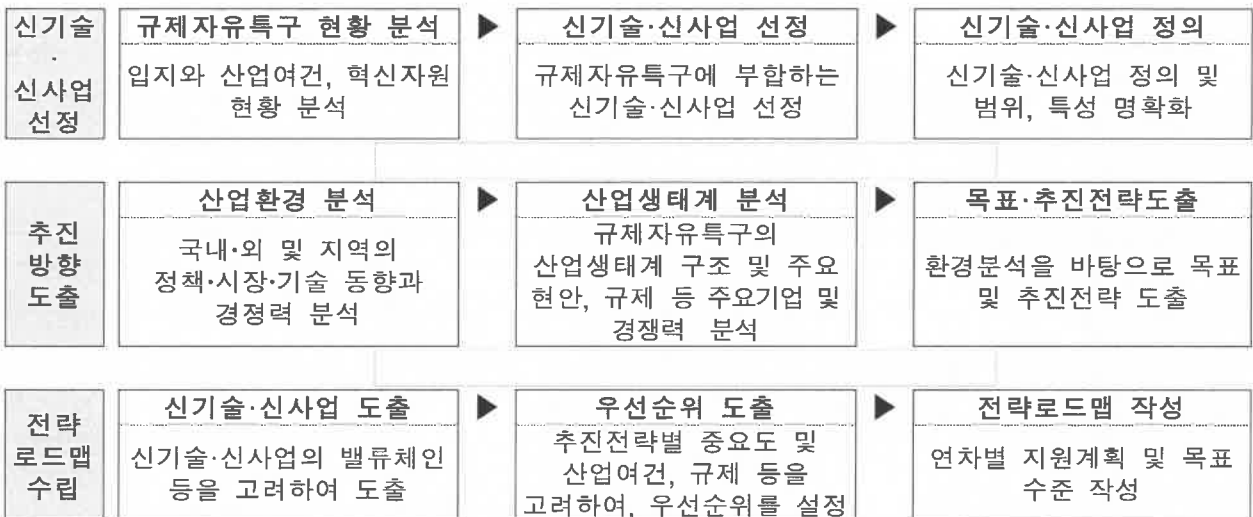 신기술
·
신사업
선정
규제자유특구 현황 분석
입지와 산업여건, 혁신자원
현황 분석
▶
신기술·신사업 선정
규제자유특구에 부합하는
신기술·신사업 선정
▶
신기술·신사업 정의
신기술·신사업 정의 및
범위, 특성 명확화
추진
방향
도출
산업환경 분석
국내·외 및 지역의
정책·시장·기술 동향과
경쟁력 분석
▶
산업생태계 분석
규제자유특구의
산업생태계 구조 및 주요
현안, 규제 등 주요기업 및
경쟁력 분석
▶
목표·추진전략도출
환경분석을 바탕으로 목표
및 추진전략 도출
전략
로드맵
수립
신기술·신사업 도출
신기술·신사업의 밸류체인
등을 고려하여 도출
▶
우선순위 도출
추진전략별 중요도 및
산업여건, 규제 등을
고려하여, 우선순위를 설정
▶
전략로드맵 작성
연차별 지원계획 및 목표
수준 작성